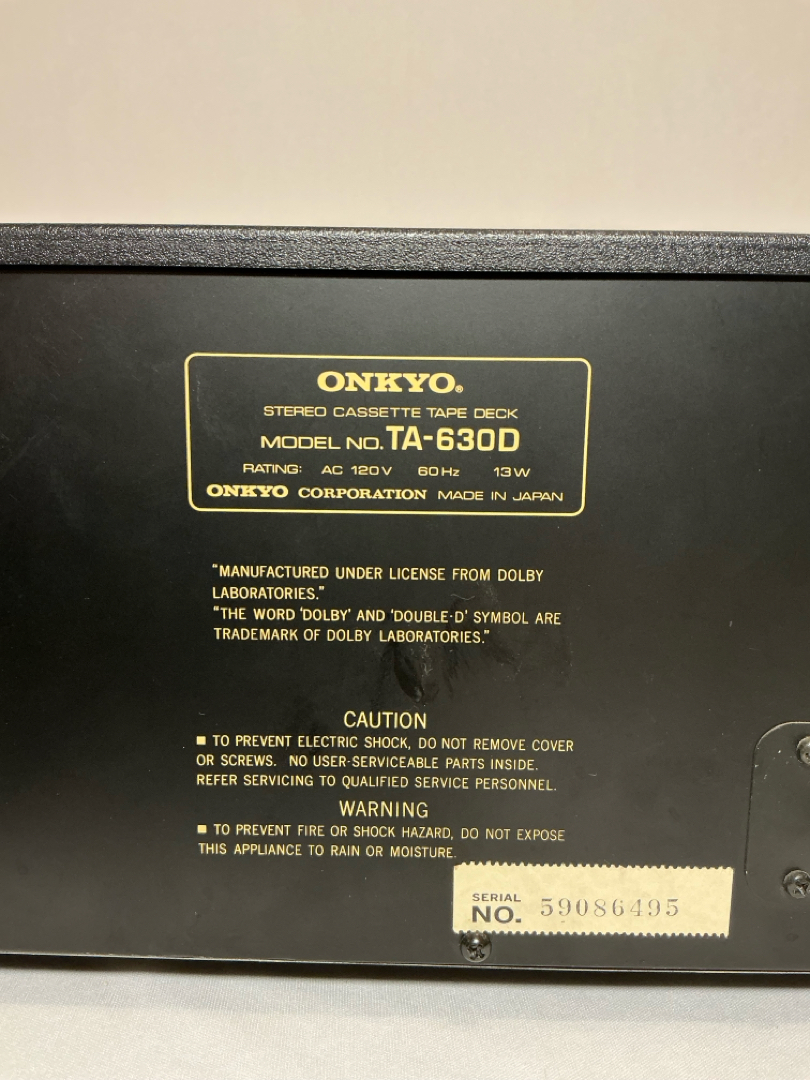 ONKYO®
STEREO CASSETTE TAPE DECK
MODEL NO. TA-630D
RATING: AC 120V 60Hz 13W
ONKYO CORPORATION MADE IN JAPAN
"MANUFACTURED UNDER LICENSE FROM DOLBY
LABORATORIES."
"THE WORD 'DOLBY' AND 'DOUBLE-D' SYMBOL ARE
TRADEMARK OF DOLBY LABORATORIES."
CAUTION
■ TO PREVENT ELECTRIC SHOCK, DO NOT REMOVE COVER
OR SCREWS. NO USER-SERVICEABLE PARTS INSIDE.
REFER SERVICING TO QUALIFIED SERVICE PERSONNEL.
WARNING
■ TO PREVENT FIRE OR SHOCK HAZARD, DO NOT EXPOSE
THIS APPLIANCE TO RAIN OR MOISTURE.
SERIAL
NO. 59086495